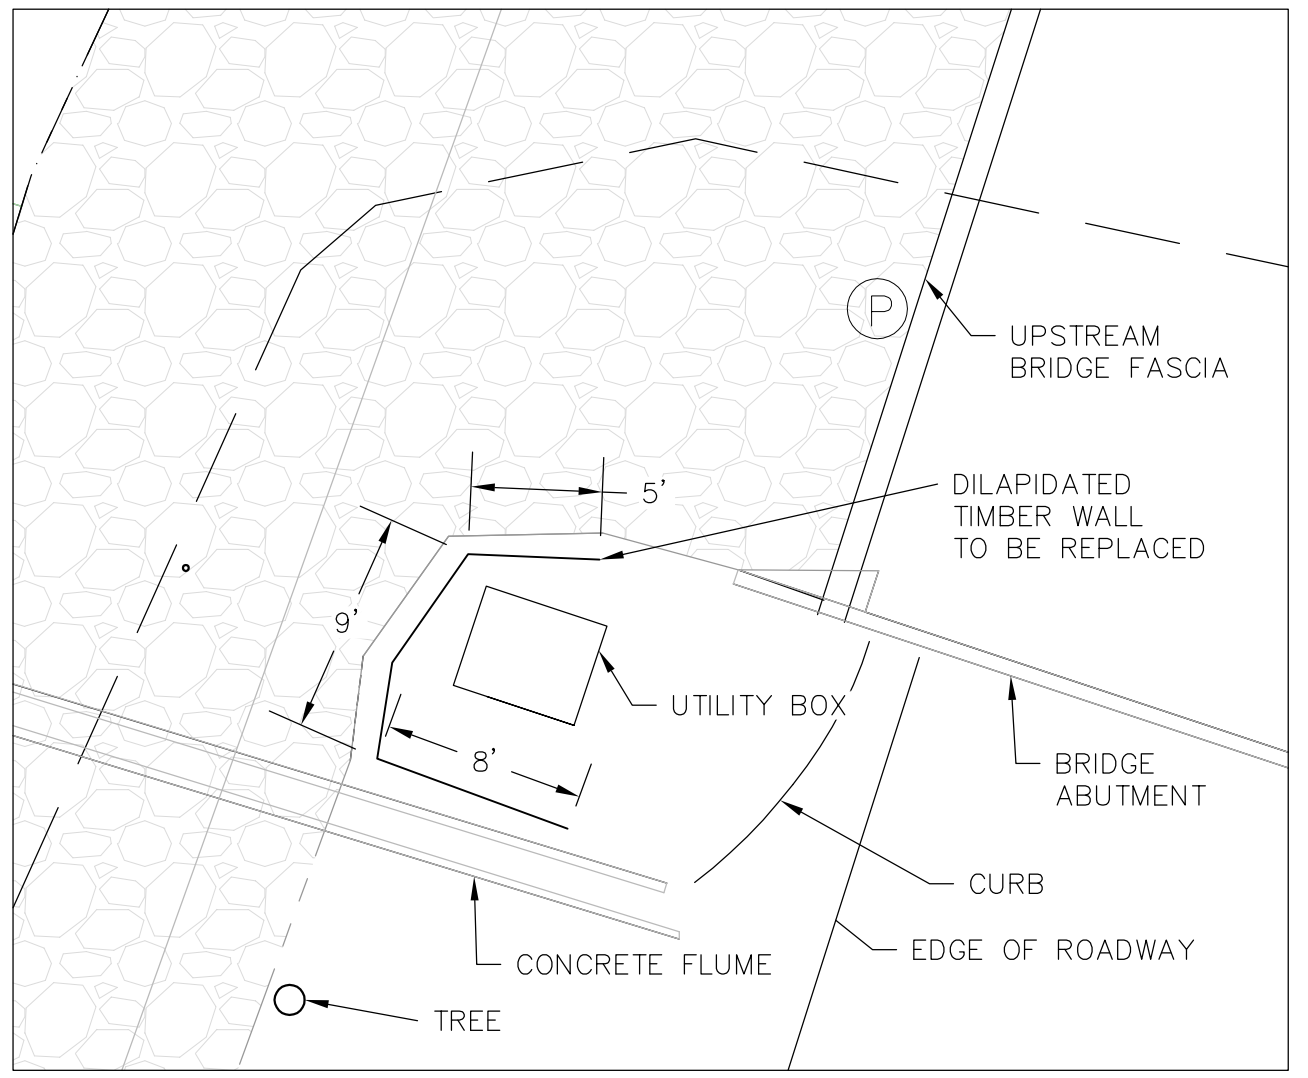 P
UPSTREAM
BRIDGE FASCIA
5'
DILAPIDATED
TIMBER WALL
TO BE REPLACED
9'
UTILITY BOX
8'
BRIDGE
ABUTMENT
CURB
EDGE OF ROADWAY
CONCRETE FLUME
TREE